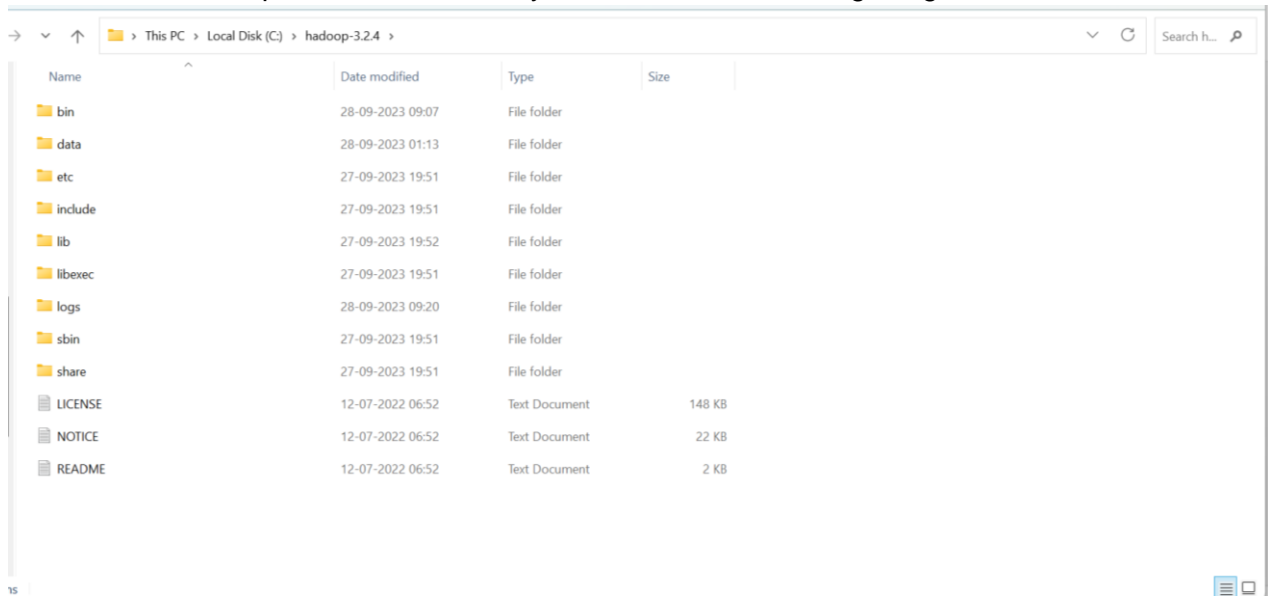 This PC > Local Disk (C:) > hadoop-3.2.4 > Search h...
Name Date modified Type Size
bin 28-09-2023 09:07 File folder
data 28-09-2023 01:13 File folder
etc 27-09-2023 19:51 File folder
include 27-09-2023 19:51 File folder
lib 27-09-2023 19:52 File folder
libexec 27-09-2023 19:51 File folder
logs 28-09-2023 09:20 File folder
sbin 27-09-2023 19:51 File folder
share 27-09-2023 19:51 File folder
LICENSE 12-07-2022 06:52 Text Document 148 KB
NOTICE 12-07-2022 06:52 Text Document 22 KB
README 12-07-2022 06:52 Text Document 2 KB